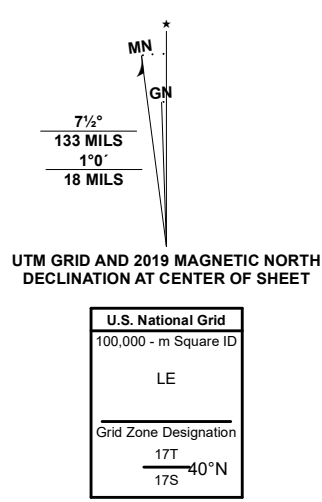 ★
MN
GN
7½°
133 MILS
1°0´
18 MILS
UTM GRID AND 2019 MAGNETIC NORTH
DECLINATION AT CENTER OF SHEET
U.S. National Grid
100,000 - m Square ID
LE
Grid Zone Designation
17T
40°N
17S